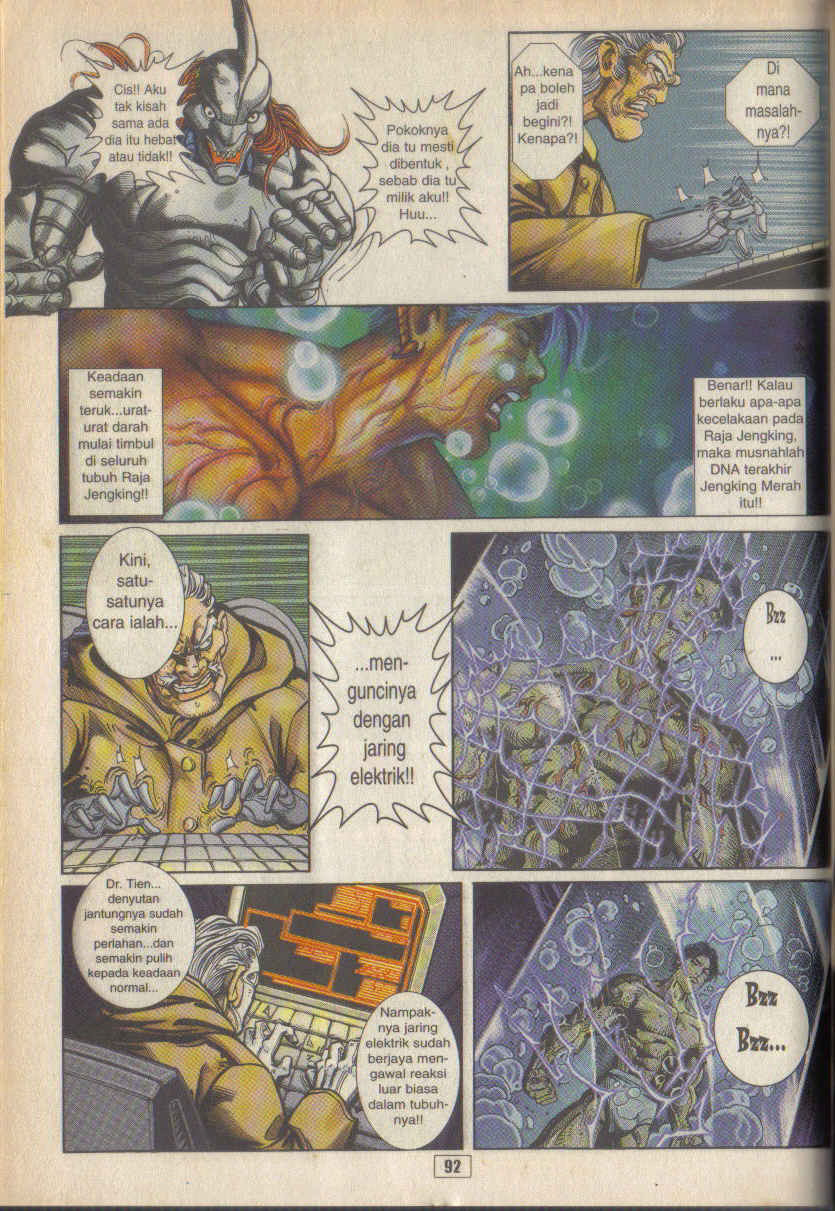 Cis!! Aku
tak kisah
sama ada
dia itu hebat
atau tidak!!
Pokoknya
dia tu mesti
dibentuk ,
sebab dia tu
milik aku!!
Huu...
Ah...kena
pa boleh
jadi
begini?!
Kenapa?!
Di
mana
masalah-
nya?!
Keadaan
semakin
teruk...urat-
urat darah
mulai timbul
di seluruh
tubuh Raja
Jengking!!
Benar!! Kalau
berlaku apa-apa
kecelakaan pada
Raja Jengking,
maka musnahlah
DNA terakhir
Jengking Merah
itu!!
Kini,
satu-
satunya
cara ialah...
...men-
guncinya
dengan
jaring
elektrik!!
Bzz
...
Dr. Tien...
denyutan
jantungnya sudah
semakin
perlahan...dan
semakin pulih
kepada keadaan
normal...
Nampak-
nya jaring
elektrik sudah
berjaya men-
gawal reaksi
luar biasa
dalam tubuh-
nya!!
Bzz
Bzz...
92